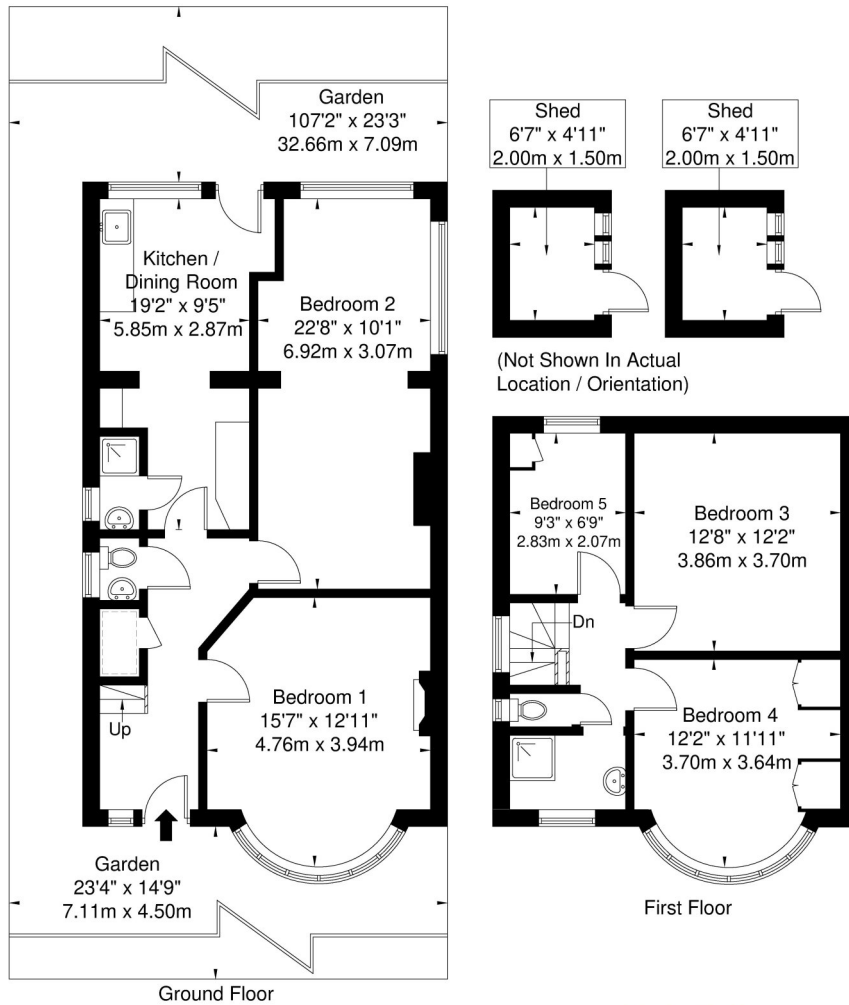 Garden
107'2" x 23'3"
32.66m x 7.09m
Shed
6'7" x 4'11"
2.00m x 1.50m
Shed
6'7" x 4'11"
2.00m x 1.50m
Kitchen /
Dining Room
19'2" x 9'5"
5.85m x 2.87m
Bedroom 2
22'8" x 10'1"
6.92m x 3.07m
(Not Shown In Actual
Location / Orientation)
Bedroom 5
9'3" x 6'9"
2.83m x 2.07m
Bedroom 3
12'8" x 12'2"
3.86m x 3.70m
Dn
Bedroom 1
15'7" x 12'11"
4.76m x 3.94m
Up
Bedroom 4
12'2" x 11'11"
3.70m x 3.64m
Garden
23'4" x 14'9"
7.11m x 4.50m
First Floor
Ground Floor